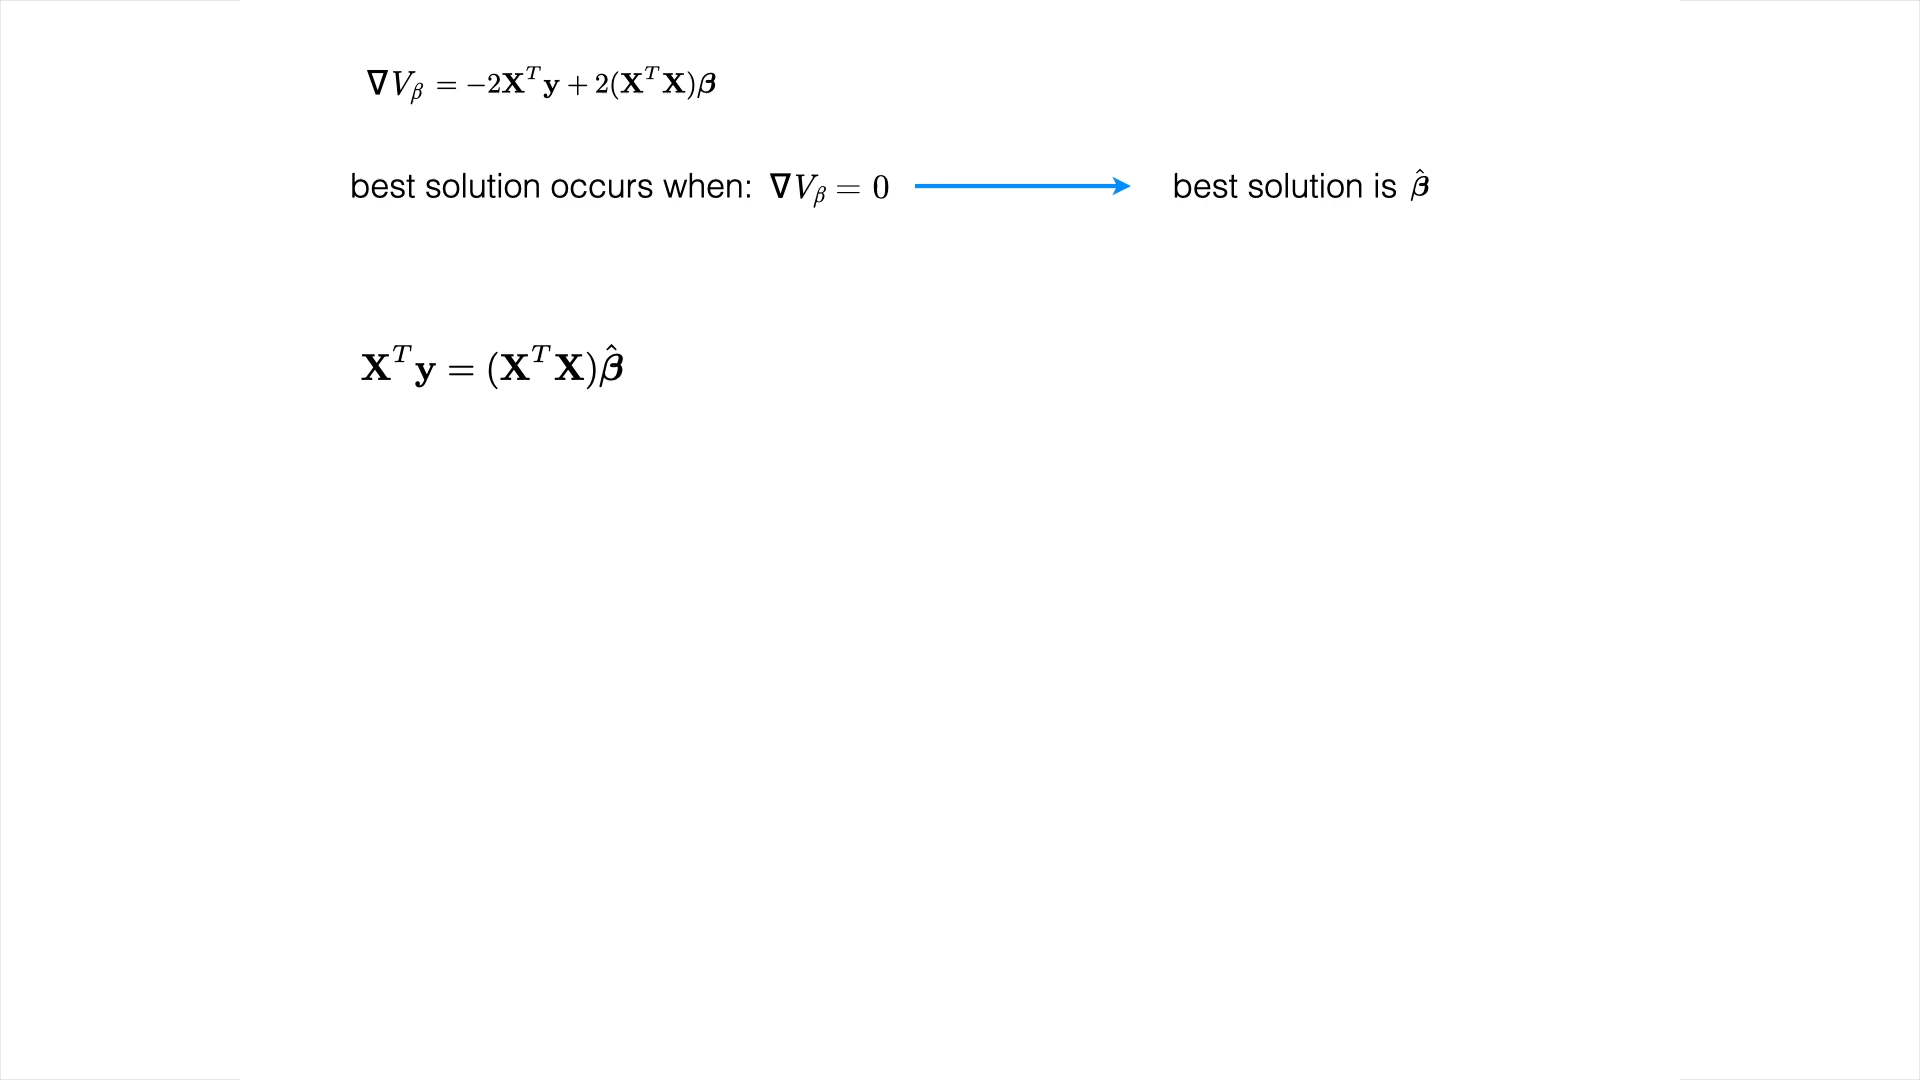 ∇V_β = −2X^T y + 2(X^T X)β
best solution occurs when: ∇V_β = 0 → best solution is β̂
X^T y = (X^T X)β̂